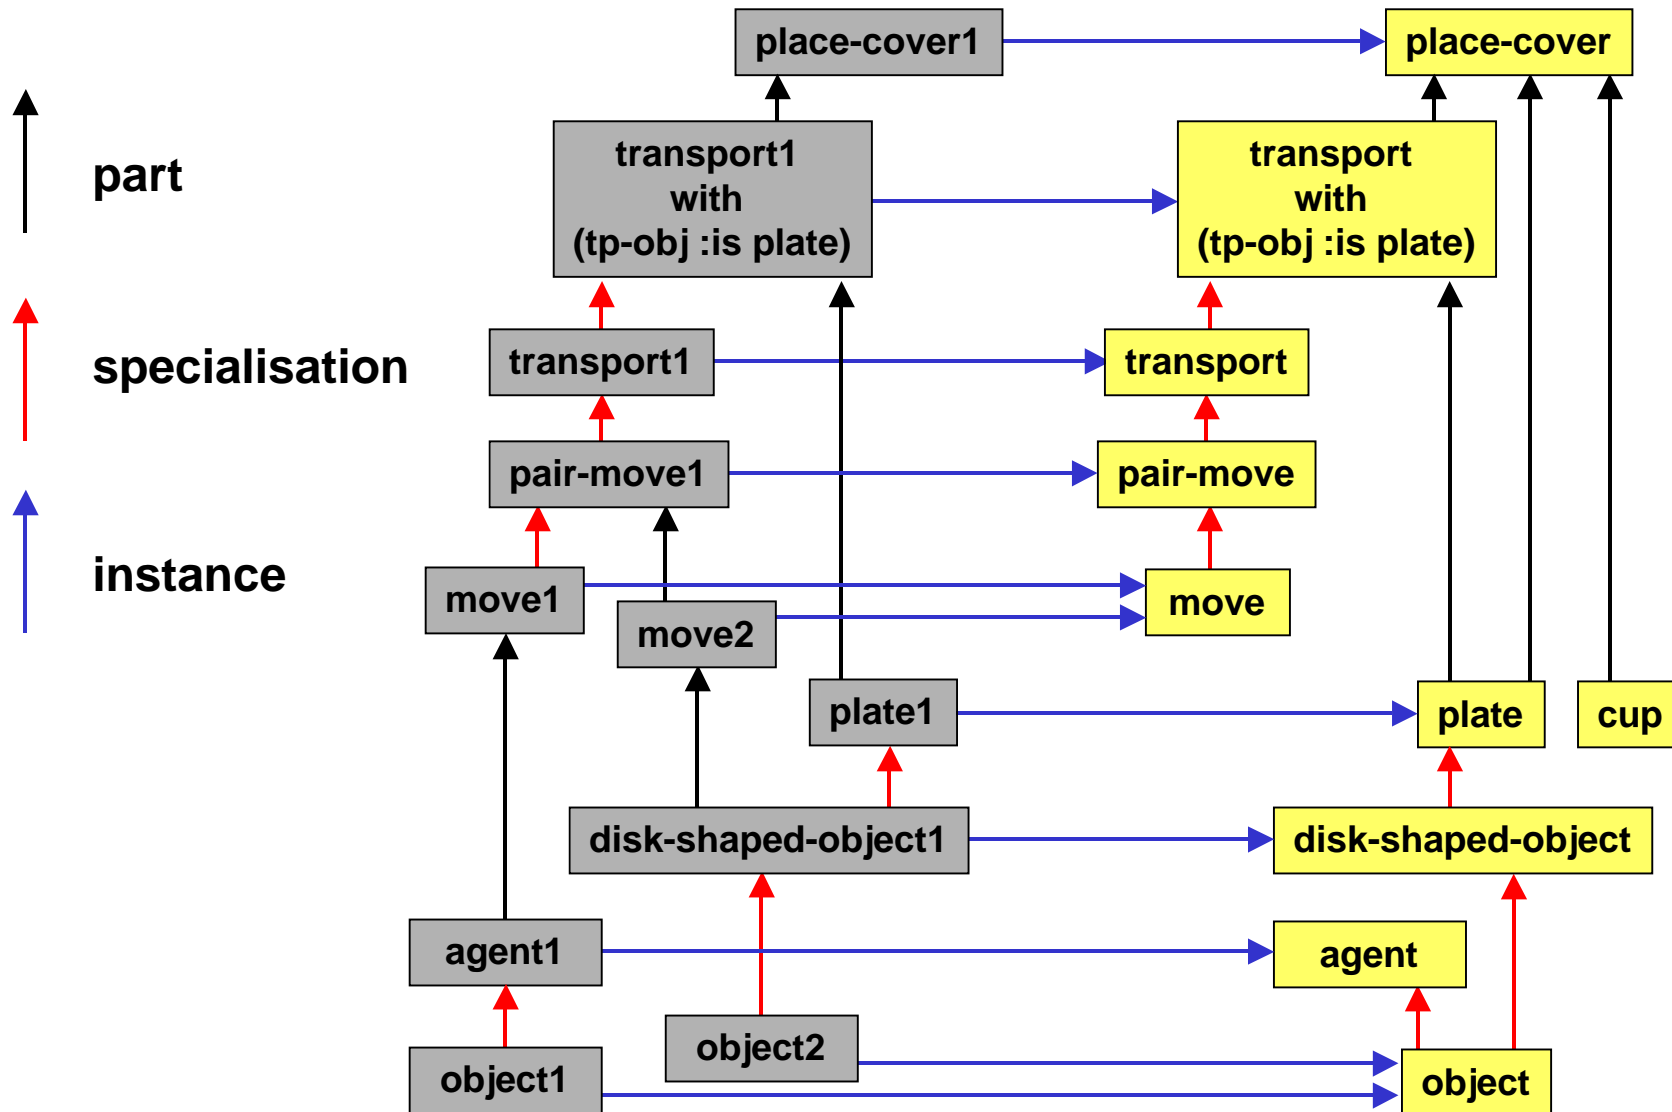 place-cover1
place-cover
part
transport1
with
(tp-obj :is plate)
transport
with
(tp-obj :is plate)
specialisation
transport1
transport
pair-move1
pair-move
instance
move1
move
move2
plate1
plate
cup
disk-shaped-object1
disk-shaped-object
agent1
agent
object2
object1
object